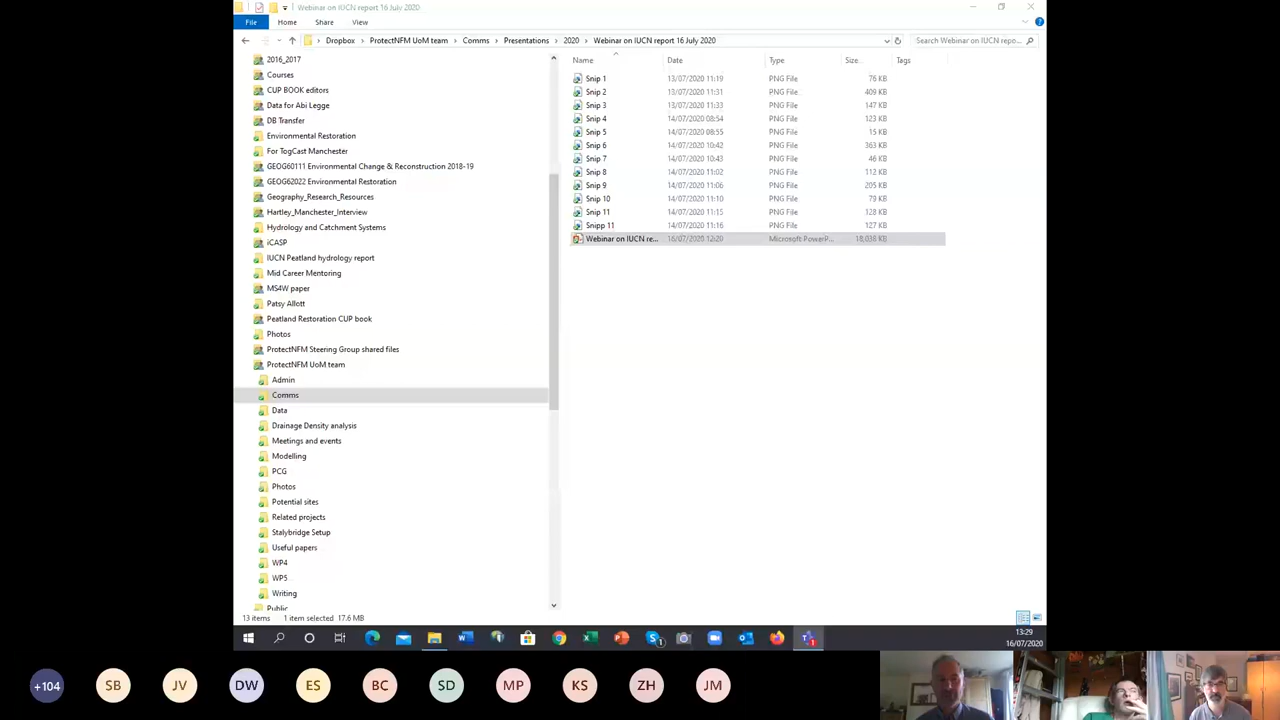 Webinar on IUCN report 16 July 2020
File Home Share View
Dropbox ProtectNFM UoM team Comms Presentations 2020 Webinar on IUCN report 16 July 2020 Search Webinar on IUCN repo...
Name Date Type Size... Tags
2016_2017
Courses
CUP BOOK editors
Data for Abi Legge
DB Transfer
Environmental Restoration
For TogCast Manchester
GEOG60111 Environmental Change & Reconstruction 2018-19
GEOG62022 Environmental Restoration
Geography_Research_Resources
Hartley_Manchester_Interview
Hydrology and Catchment Systems
iCASP
IUCN Peatland hydrology report
Mid Career Mentoring
MS4W paper
Patsy Allott
Peatland Restoration CUP book
Photos
ProtectNFM Steering Group shared files
ProtectNFM UoM team
Admin
Comms
Data
Drainage Density analysis
Meetings and events
Modelling
PCG
Photos
Potential sites
Related projects
Stalybridge Setup
Useful papers
WP4
WP5
Writing
Public
Snip 1 13/07/2020 11:19 PNG File 76 KB
Snip 2 13/07/2020 11:31 PNG File 409 KB
Snip 3 13/07/2020 11:33 PNG File 147 KB
Snip 4 14/07/2020 08:54 PNG File 123 KB
Snip 5 14/07/2020 08:55 PNG File 15 KB
Snip 6 14/07/2020 10:42 PNG File 363 KB
Snip 7 14/07/2020 10:43 PNG File 46 KB
Snip 8 14/07/2020 11:02 PNG File 112 KB
Snip 9 14/07/2020 11:06 PNG File 205 KB
Snip 10 14/07/2020 11:10 PNG File 79 KB
Snip 11 14/07/2020 11:15 PNG File 128 KB
Snipp 11 14/07/2020 11:16 PNG File 127 KB
Webinar on IUCN re... 16/07/2020 Microsoft PowerP... KB
13 items 1 item selected 17.6 MB
13:29
16/07/2020
+104 SB JV DW ES BC SD MP KS ZH JM